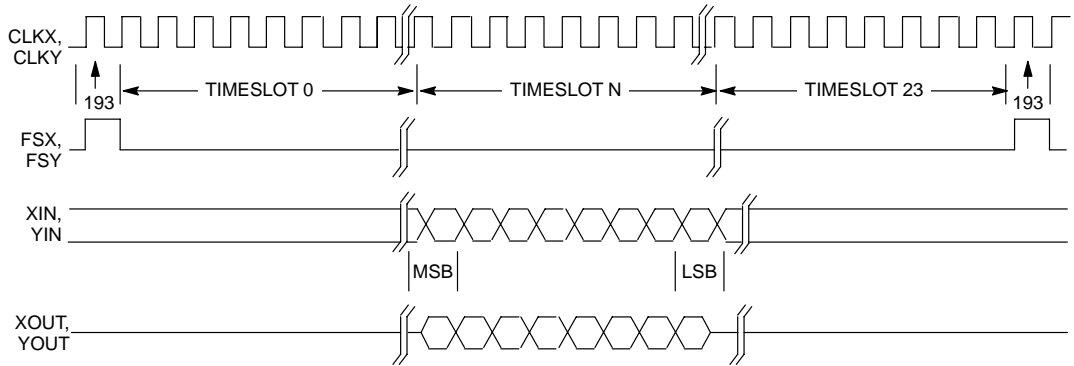 CLKX,
CLKY
TIMESLOT 0
TIMESLOT N
TIMESLOT 23
193
193
FSX,
FSY
XIN,
YIN
MSB
LSB
XOUT,
YOUT